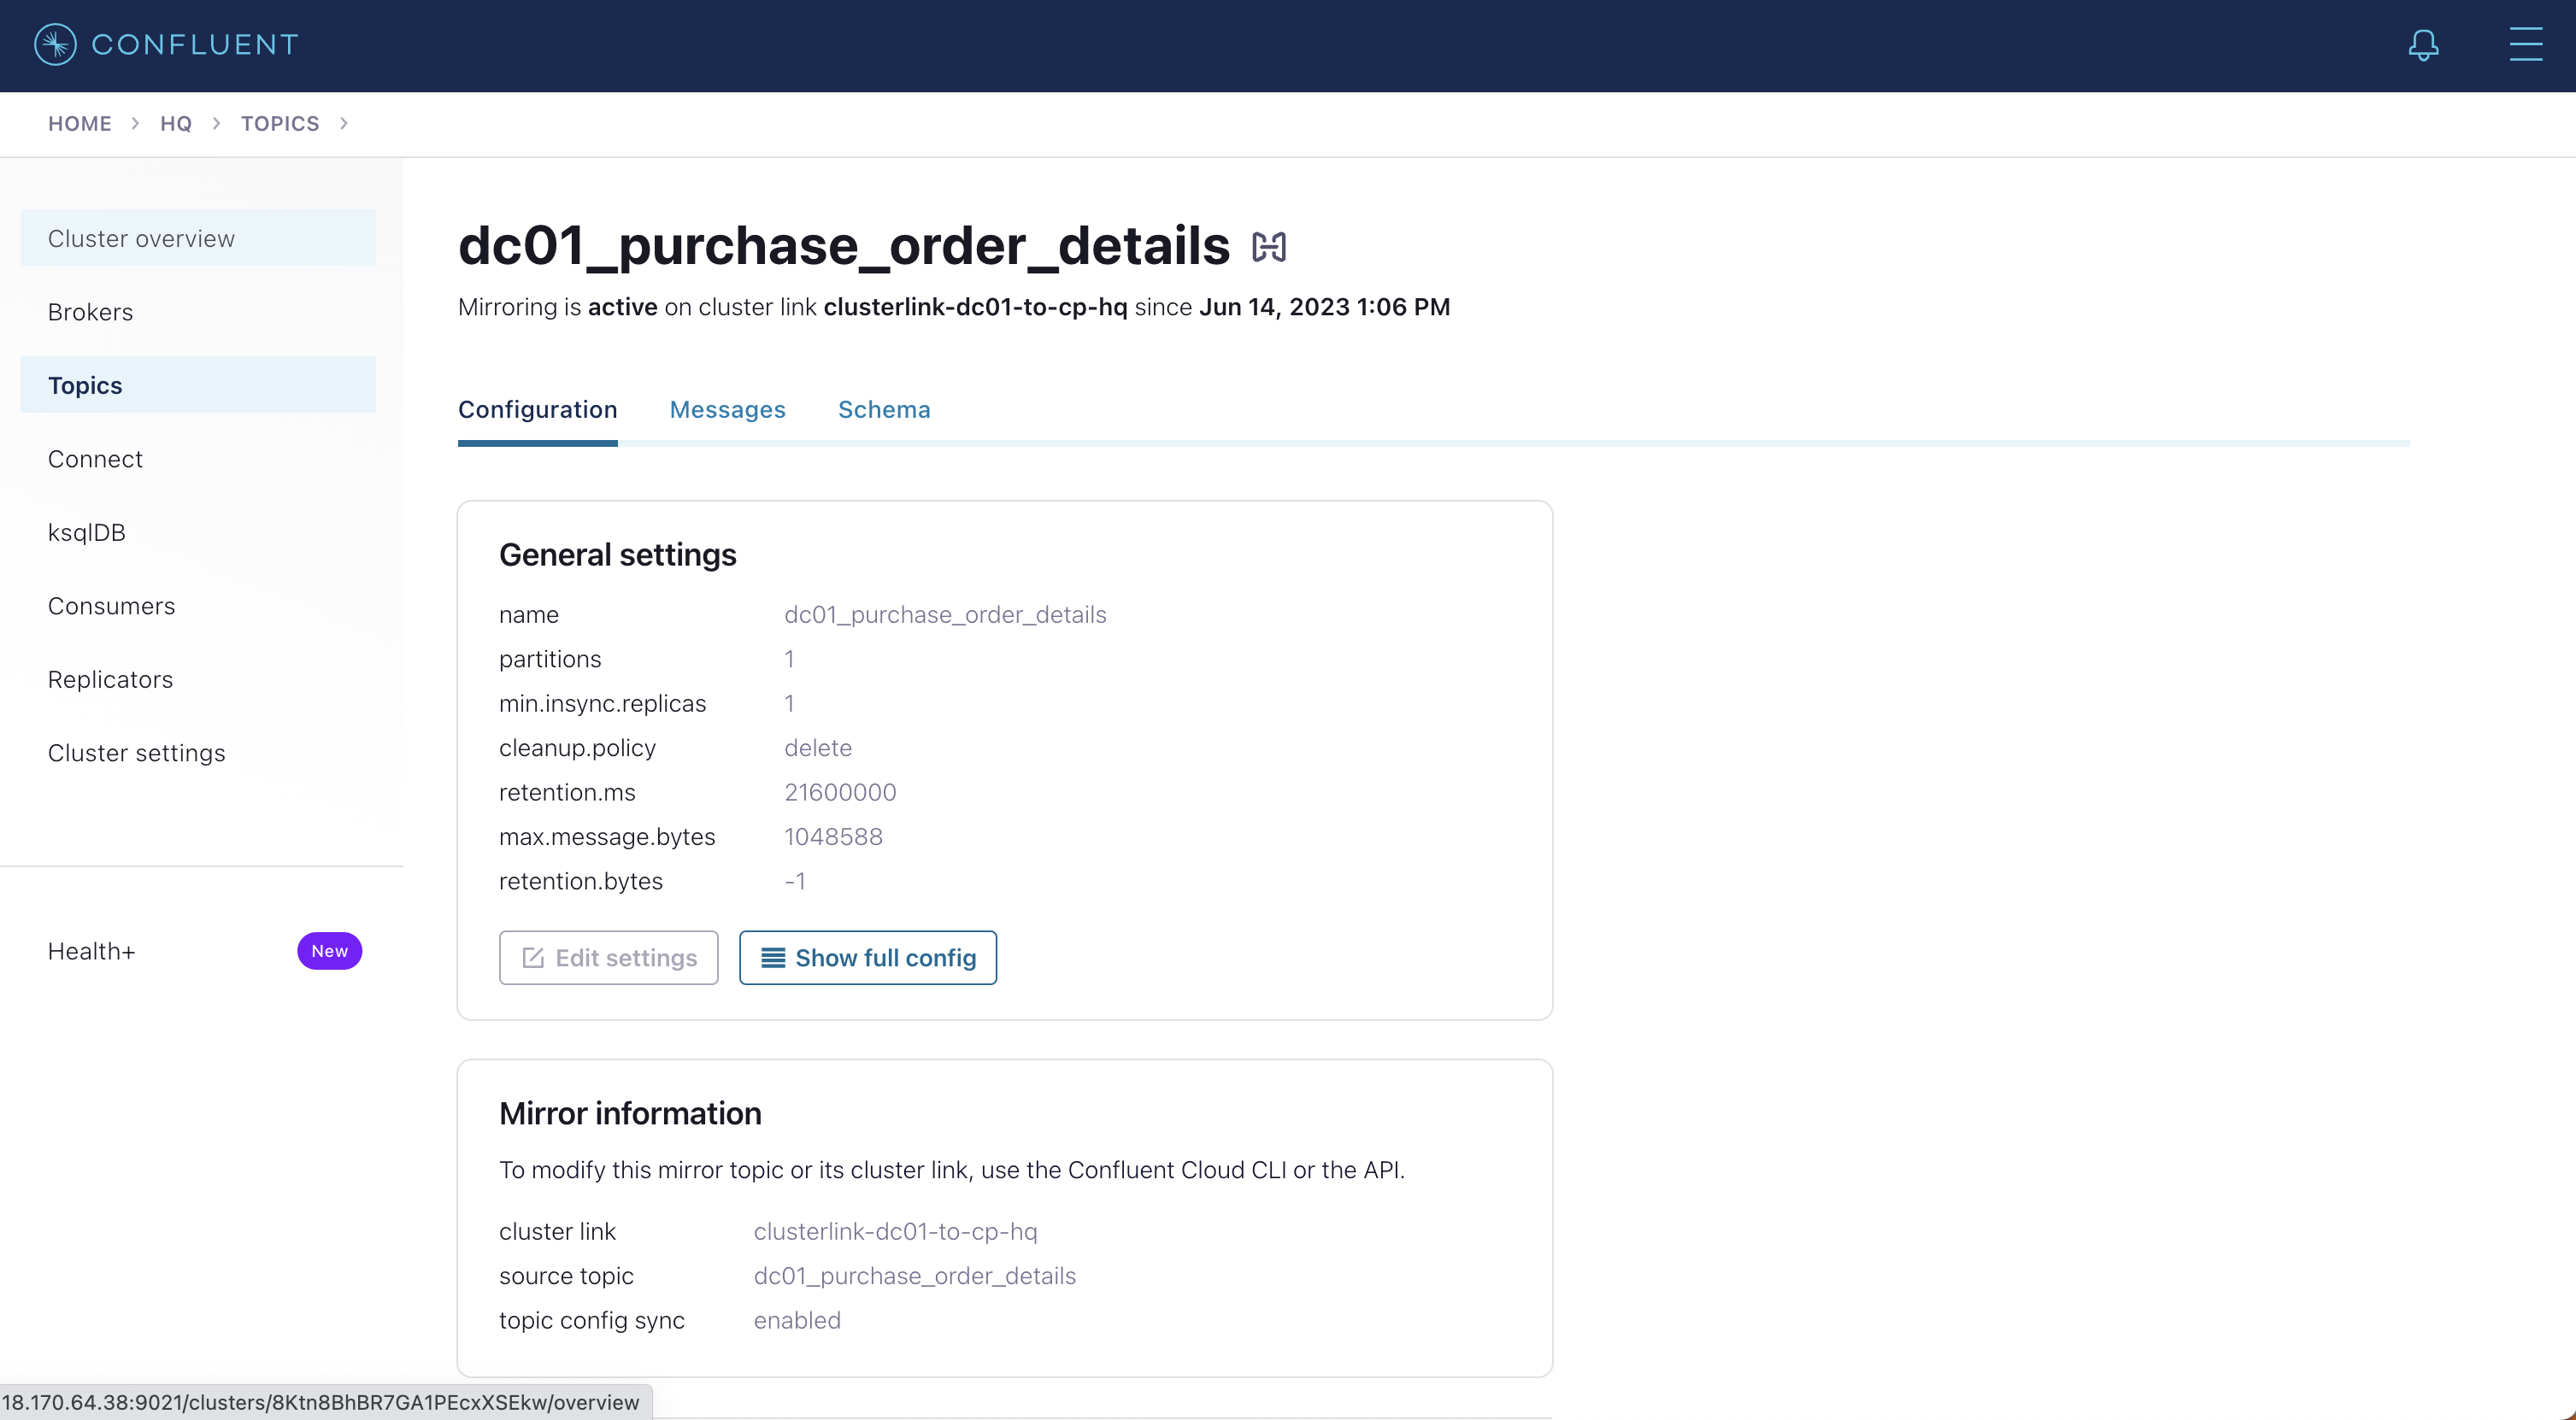 CONFLUENT
HOME > HQ > TOPICS >
Cluster overview
Brokers
Topics
Connect
ksqlDB
Consumers
Replicators
Cluster settings
Health+ New
dc01_purchase_order_details
Mirroring is active on cluster link clusterlink-dc01-to-cp-hq since Jun 14, 2023 1:06 PM
Configuration Messages Schema
General settings
name dc01_purchase_order_details
partitions 1
min.insync.replicas 1
cleanup.policy delete
retention.ms 21600000
max.message.bytes 1048588
retention.bytes -1
Edit settings Show full config
Mirror information
To modify this mirror topic or its cluster link, use the Confluent Cloud CLI or the API.
cluster link clusterlink-dc01-to-cp-hq
source topic dc01_purchase_order_details
topic config sync enabled
18.170.64.38:9021/clusters/8Ktn8BhBR7GA1PEcxXSEkw/overview